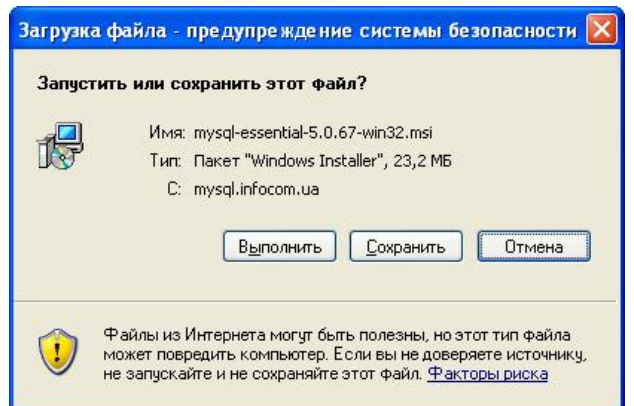 Загрузка файла - предупреждение системы безопасности
Запустить или сохранить этот файл?
Имя: mysql-essential-5.0.67-win32.msi
Тип: Пакет "Windows Installer", 23,2 МБ
С: mysql.infocom.ua
Выполнить Сохранить Отмена
Файлы из Интернета могут быть полезны, но этот тип файла
может повредить компьютер. Если вы не доверяете источнику,
не запускайте и не сохраняйте этот файл. Факторы риска